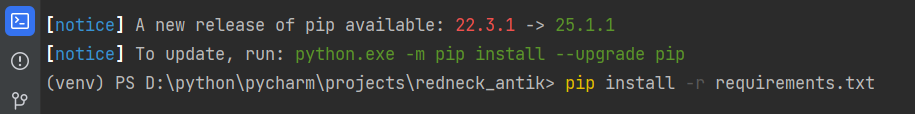 [notice] A new release of pip available: 22.3.1 -> 25.1.1
[notice] To update, run: python.exe -m pip install --upgrade pip
(venv) PS D:\python\pycharm\projects\redneck_antik> pip install -r requirements.txt